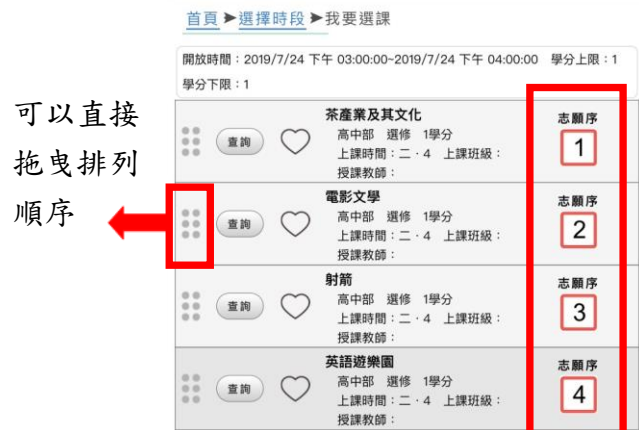 首頁➤選擇時段➤我要選課
開放時間：2019/7/24 下午 03:00:00~2019/7/24 下午 04:00:00 學分上限：1
學分下限：1
可以直接
拖曳排列
順序
查詢
茶產業及其文化
高中部 選修 1學分
上課時間：二．4 上課班級：
授課教師：
志願序
1
查詢
電影文學
高中部 選修 1學分
上課時間：二．4 上課班級：
授課教師：
志願序
2
查詢
射箭
高中部 選修 1學分
上課時間：二．4 上課班級：
授課教師：
志願序
3
查詢
英語遊樂園
高中部 選修 1學分
上課時間：二．4 上課班級：
授課教師：
志願序
4